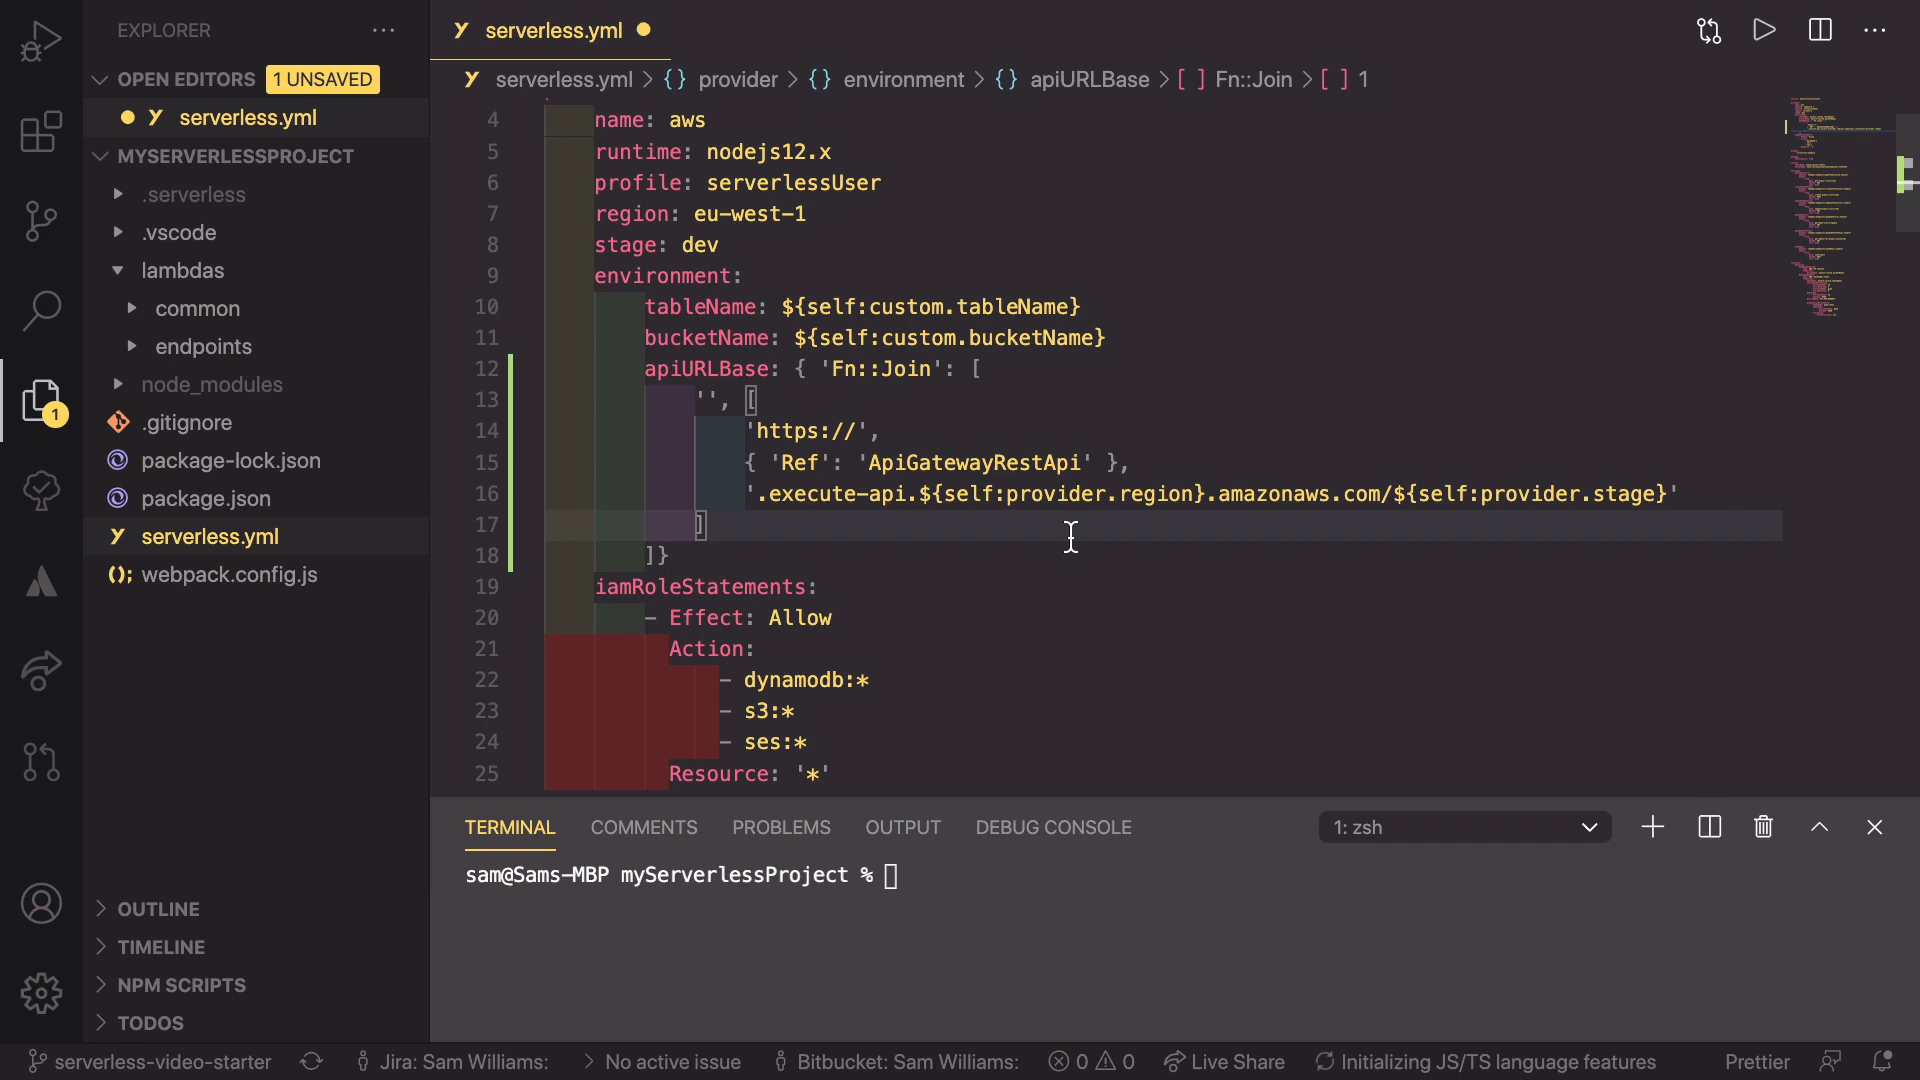 EXPLORER
OPEN EDITORS 1 UNSAVED
serverless.yml
MYSERVERLESSPROJECT
.serverless
.vscode
lambdas
common
endpoints
node_modules
.gitignore
package-lock.json
package.json
serverless.yml
webpack.config.js
OUTLINE
TIMELINE
NPM SCRIPTS
TODOS
1
serverless.yml
serverless.yml > {} provider > {} environment > {} apiURLBase > [ ] Fn::Join > [ ] 1
4 name: aws
5 runtime: nodejs12.x
6 profile: serverlessUser
7 region: eu-west-1
8 stage: dev
9 environment:
10 tableName: ${self:custom.tableName}
11 bucketName: ${self:custom.bucketName}
12 apiURLBase: { 'Fn::Join': [
13 '', [
14 'https://',
15 { 'Ref': 'ApiGatewayRestApi' },
16 '.execute-api.${self:provider.region}.amazonaws.com/${self:provider.stage}'
17 ]
18 ]}
19 iamRoleStatements:
20 - Effect: Allow
21 Action:
22 - dynamodb:*
23 - s3:*
24 - ses:*
25 Resource: '*'
TERMINAL COMMENTS PROBLEMS OUTPUT DEBUG CONSOLE 1: zsh
sam@Sams-MBP myServerlessProject %
serverless-video-starter Jira: Sam Williams: > No active issue Bitbucket: Sam Williams: 0 0 Live Share Initializing JS/TS language features Prettier